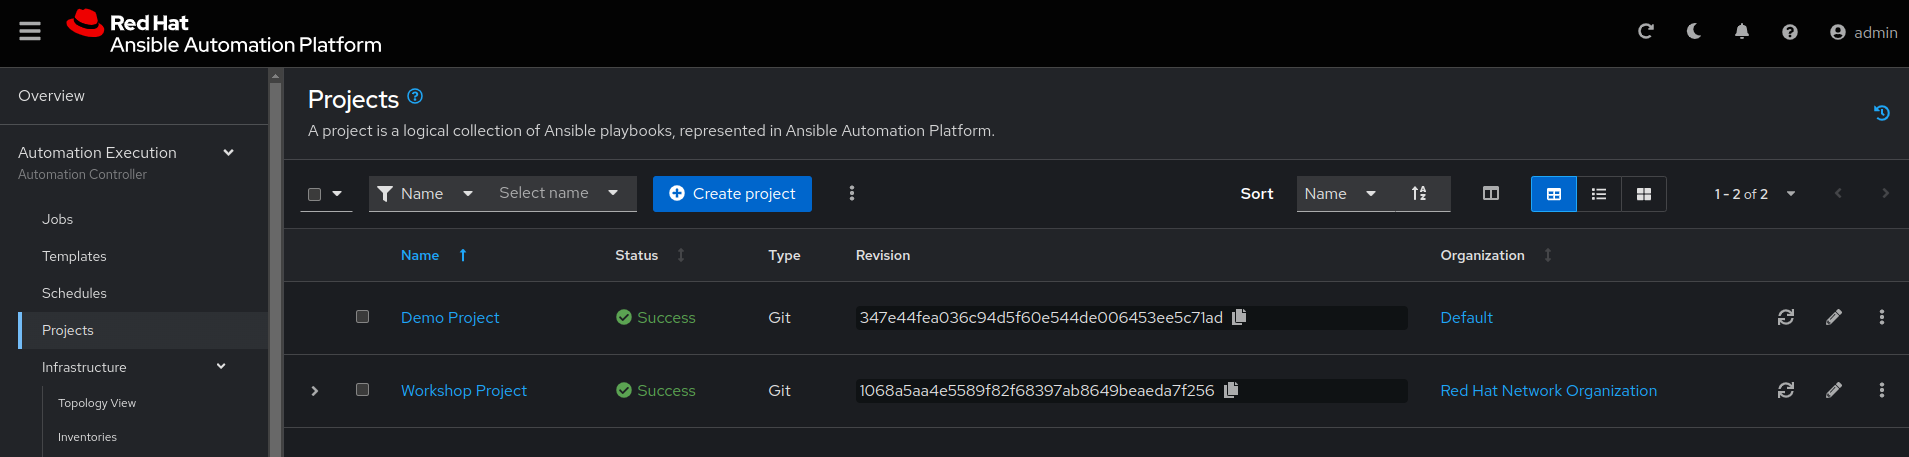 Red Hat
Ansible Automation Platform
admin
Overview
Automation Execution
Automation Controller
Jobs
Templates
Schedules
Projects
Infrastructure
Topology View
Inventories
Projects
A project is a logical collection of Ansible playbooks, represented in Ansible Automation Platform.
Name Select name Create project Sort Name 1 - 2 of 2
Name Status Type Revision Organization
Demo Project Success Git 347e44fea036c94d5f60e544de006453ee5c71ad Default
Workshop Project Success Git 1068a5aa4e5589f82f68397ab8649beaeda7f256 Red Hat Network Organization